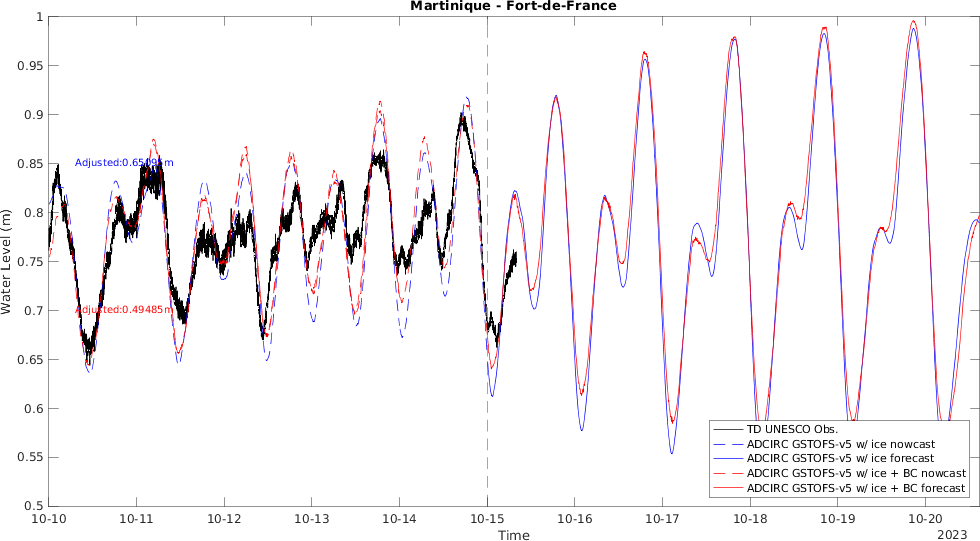 Martinique - Fort-de-France
1
0.95
0.9
0.85
0.8
0.75
0.7
0.65
0.6
0.55
0.5
Water Level (m)
Adjusted:0.49485m
TD UNESCO Obs.
ADCIRC GSTOFS-v5 w/ ice nowcast
ADCIRC GSTOFS-v5 w/ ice forecast
ADCIRC GSTOFS-v5 w/ ice + BC nowcast
ADCIRC GSTOFS-v5 w/ ice + BC forecast
10-10 10-11 10-12 10-13 10-14 10-15 10-16 10-17 10-18 10-19 10-20
Time
2023